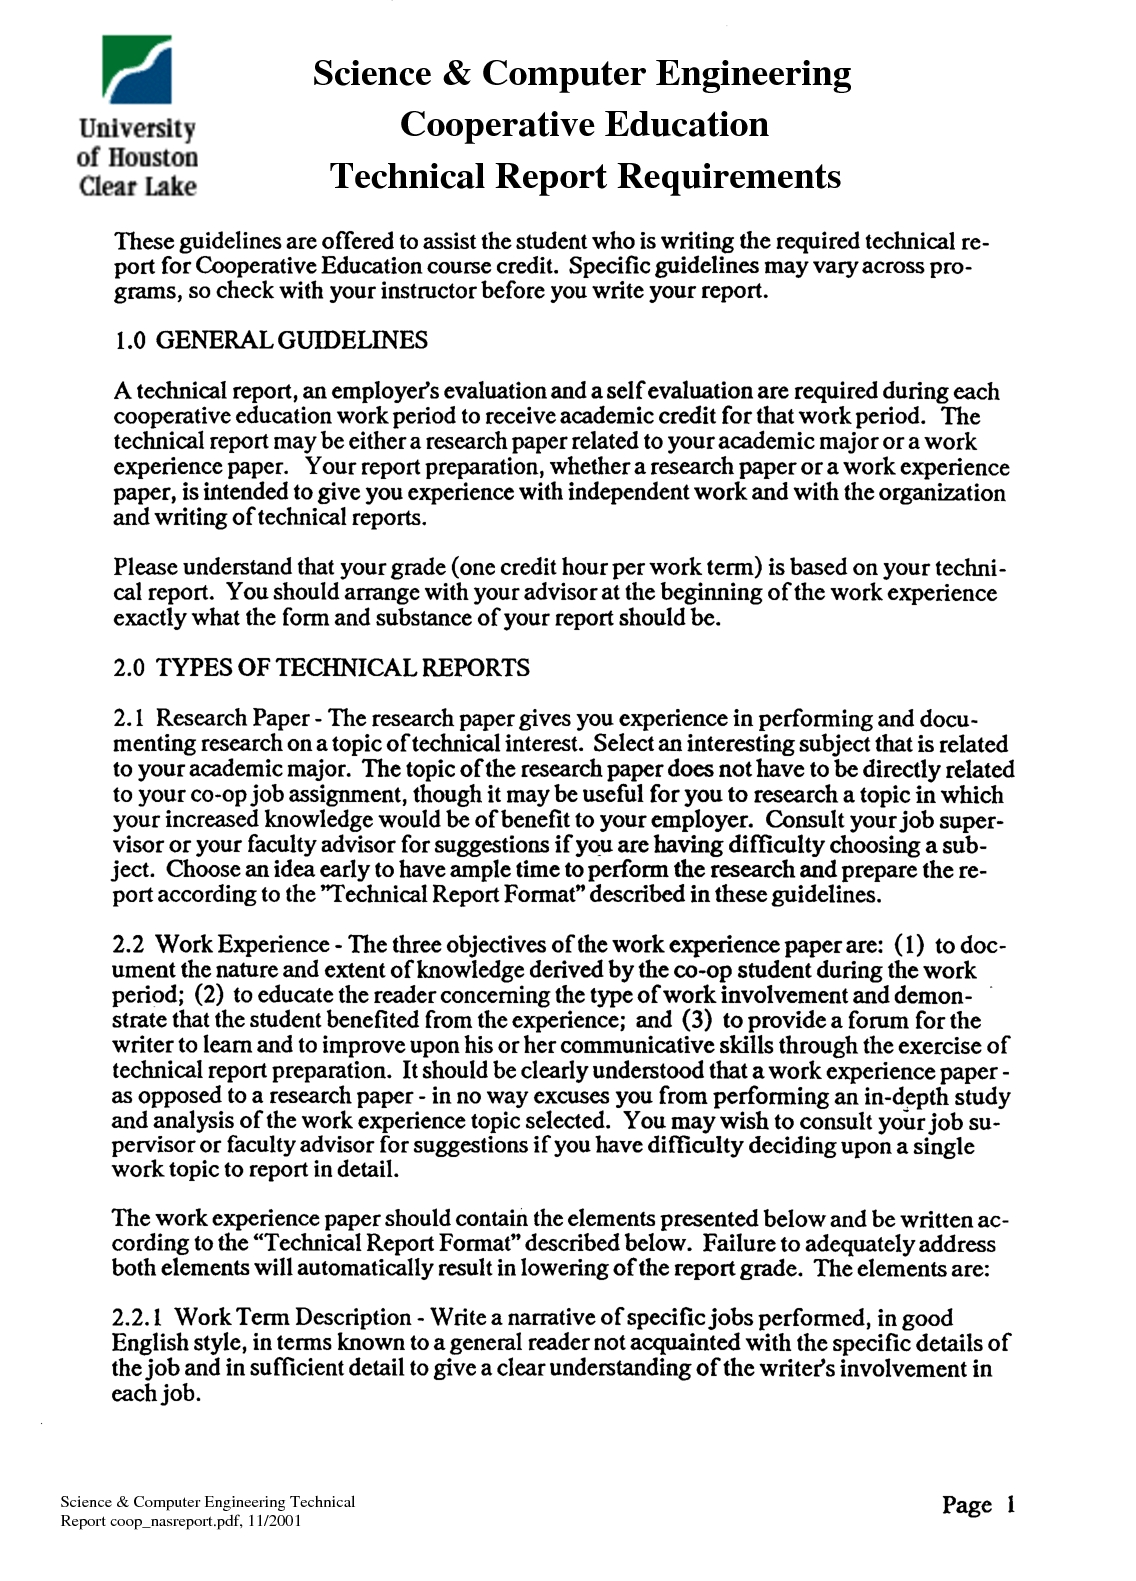 University
of Houston
Clear Lake
Science & Computer Engineering
Cooperative Education
Technical Report Requirements
These guidelines are offered to assist the student who is writing the required technical re-
port for Cooperative Education course credit. Specific guidelines may vary across pro-
grams, so check with your instructor before you write your report.
1.0 GENERAL GUIDELINES
A technical report, an employer's evaluation and a self evaluation are required during each
cooperative education work period to receive academic credit for that work period. The
technical report may be either a research paper related to your academic major or a work
experience paper. Your report preparation, whether a research paper or a work experience
paper, is intended to give you experience with independent work and with the organization
and writing of technical reports.
Please understand that your grade (one credit hour per work term) is based on your techni-
cal report. You should arrange with your advisor at the beginning of the work experience
exactly what the form and substance of your report should be.
2.0 TYPES OF TECHNICAL REPORTS
2.1 Research Paper - The research paper gives you experience in performing and docu-
menting research on a topic of technical interest. Select an interesting subject that is related
to your academic major. The topic of the research paper does not have to be directly related
to your co-op job assignment, though it may be useful for you to research a topic in which
your increased knowledge would be of benefit to your employer. Consult your job super-
visor or your faculty advisor for suggestions if you are having difficulty choosing a sub-
ject. Choose an idea early to have ample time to perform the research and prepare the re-
port according to the ”Technical Report Format” described in these guidelines.
2.2 Work Experience - The three objectives of the work experience paper are: (1) to doc-
ument the nature and extent of knowledge derived by the co-op student during the work
period; (2) to educate the reader concerning the type of work involvement and demon-
strate that the student benefited from the experience; and (3) to provide a forum for the
writer to learn and to improve upon his or her communicative skills through the exercise of
technical report preparation. It should be clearly understood that a work experience paper -
as opposed to a research paper - in no way excuses you from performing an in-depth study
and analysis of the work experience topic selected. You may wish to consult your job su-
pervisor or faculty advisor for suggestions if you have difficulty deciding upon a single
work topic to report in detail.
The work experience paper should contain the elements presented below and be written ac-
cording to the “Technical Report Format” described below. Failure to adequately address
both elements will automatically result in lowering of the report grade. The elements are:
2.2.1 Work Term Description - Write a narrative of specific jobs performed, in good
English style, in terms known to a general reader not acquainted with the specific details of
the job and in sufficient detail to give a clear understanding of the writer's involvement in
each job.
Science & Computer Engineering Technical
Report coop_nasreport.pdf, 11/2001
Page 1